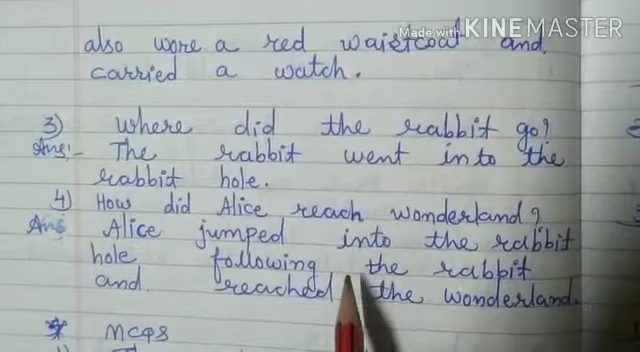 Made with KINEMASTER
also wore a red waistcoat and
carried a watch.
3) Where did the rabbit go?
Ans:- The rabbit went into the
rabbit hole.
4) How did Alice reach wonderland?
Ans Alice jumped into the rabbit
hole following the rabbit
and reached the wonderland.
* MCQS